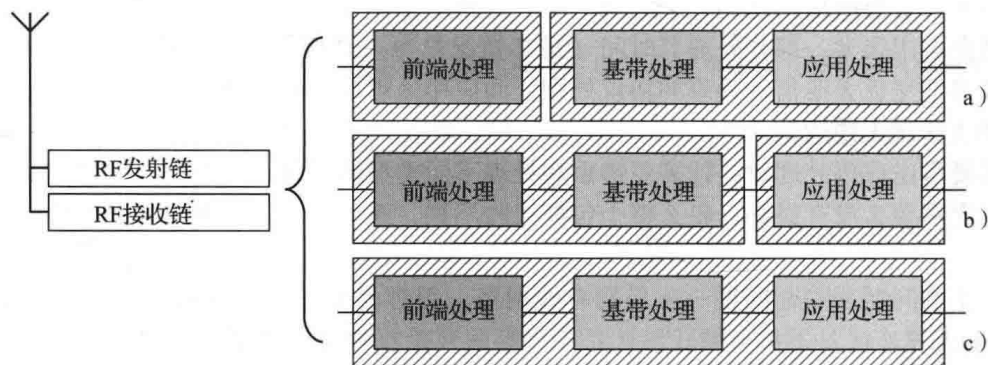 前端处理 基带处理 应用处理 a）
RF发射链
RF接收链
前端处理 基带处理 应用处理 b）
前端处理 基带处理 应用处理 c）